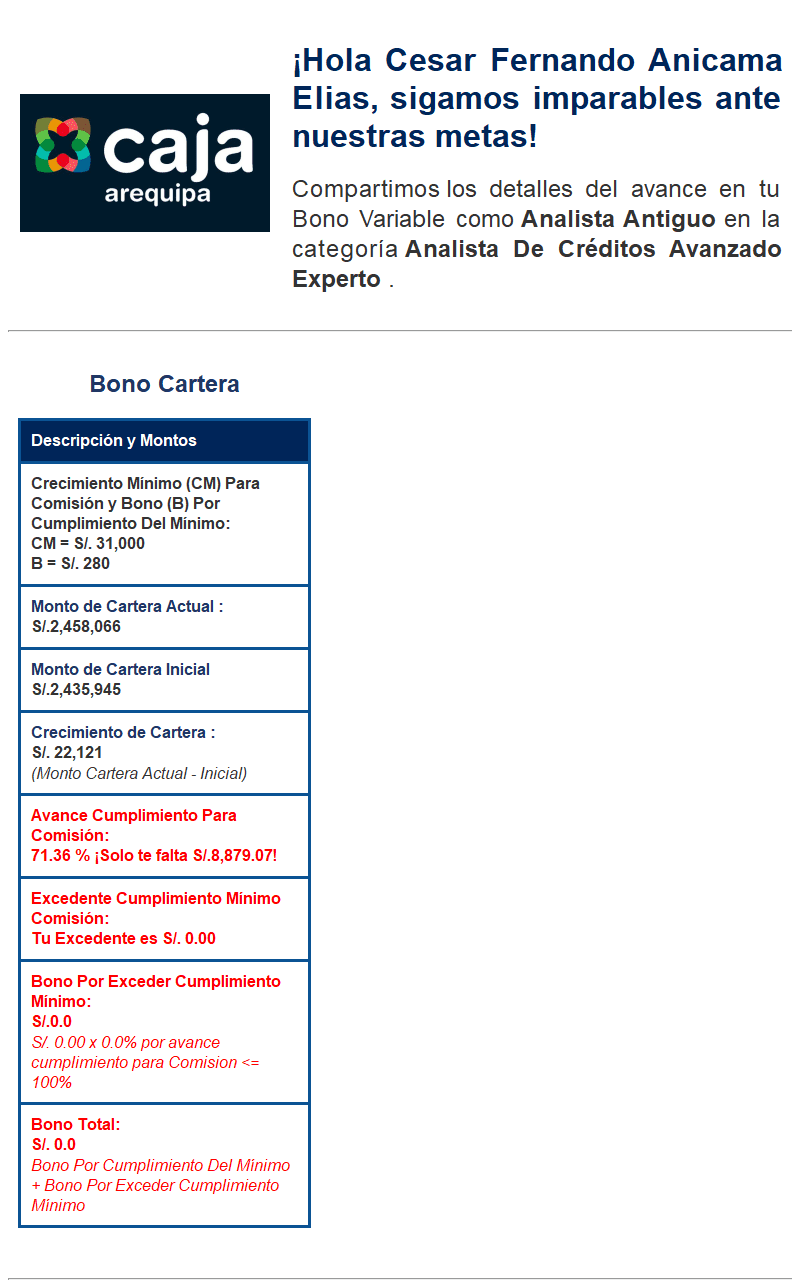 caja
arequipa
¡Hola Cesar Fernando Anicama
Elias, sigamos imparables ante
nuestras metas!
Compartimos los detalles del avance en tu
Bono Variable como Analista Antiguo en la
categoría Analista De Créditos Avanzado
Experto .
Bono Cartera
Descripción y Montos
Crecimiento Mínimo (CM) Para
Comisión y Bono (B) Por
Cumplimiento Del Mínimo:
CM = S/. 31,000
B = S/. 280
Monto de Cartera Actual :
S/.2,458,066
Monto de Cartera Inicial
S/.2,435,945
Crecimiento de Cartera :
S/. 22,121
(Monto Cartera Actual - Inicial)
Avance Cumplimiento Para
Comisión:
71.36 % ¡Solo te falta S/.8,879.07!
Excedente Cumplimiento Mínimo
Comisión:
Tu Excedente es S/. 0.00
Bono Por Exceder Cumplimiento
Mínimo:
S/.0.0
S/. 0.00 x 0.0% por avance
cumplimiento para Comision <=
100%
Bono Total:
S/. 0.0
Bono Por Cumplimiento Del Mínimo
+ Bono Por Exceder Cumplimiento
Mínimo